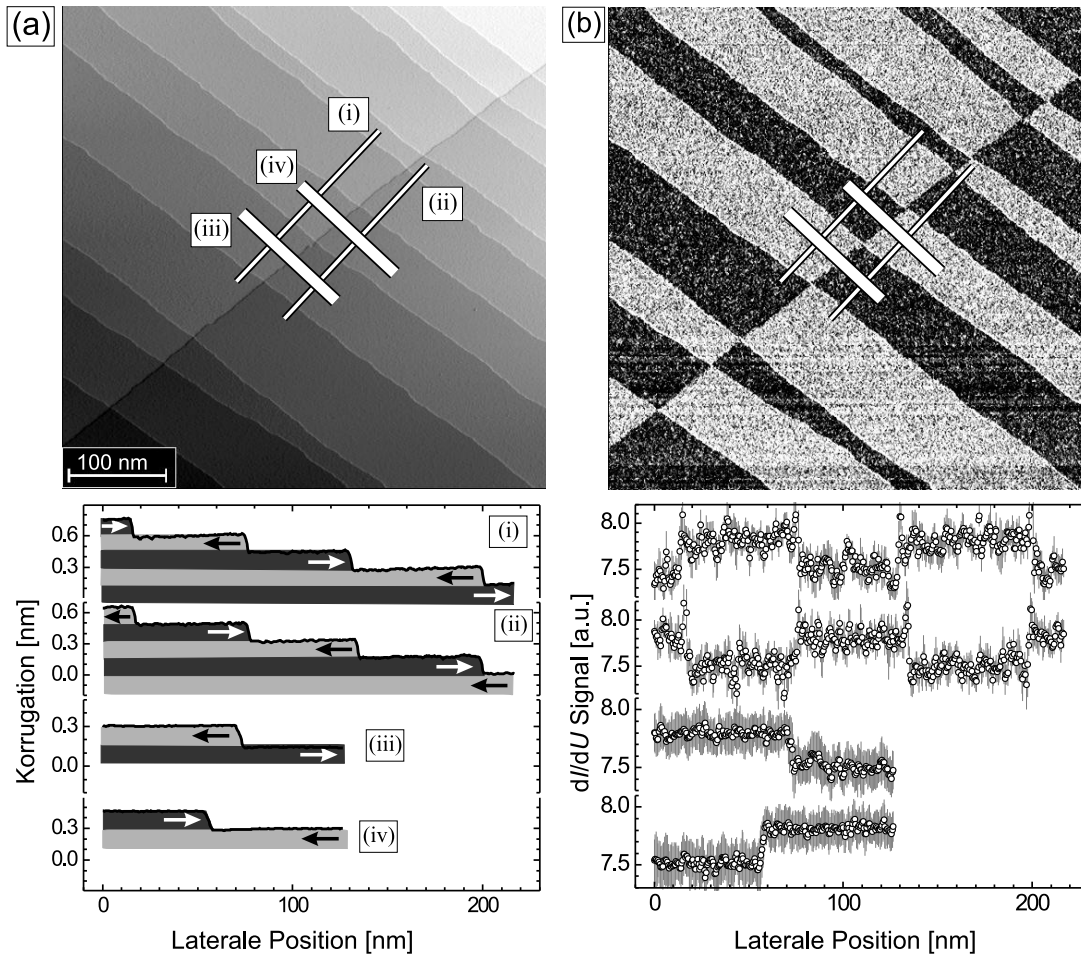 (a)
(i)
(iv)
(ii)
(iii)
100 nm
(b)
Korrugation [nm]
0.6
0.3
(i)
0.6
0.3
0.0
(ii)
0.3
0.0
(iii)
0.3
0.0
(iv)
0
100
200
Laterale Position [nm]
dI/dU Signal [a.u.]
8.0
7.5
8.0
7.5
8.0
7.5
8.0
7.5
0
100
200
Laterale Position [nm]